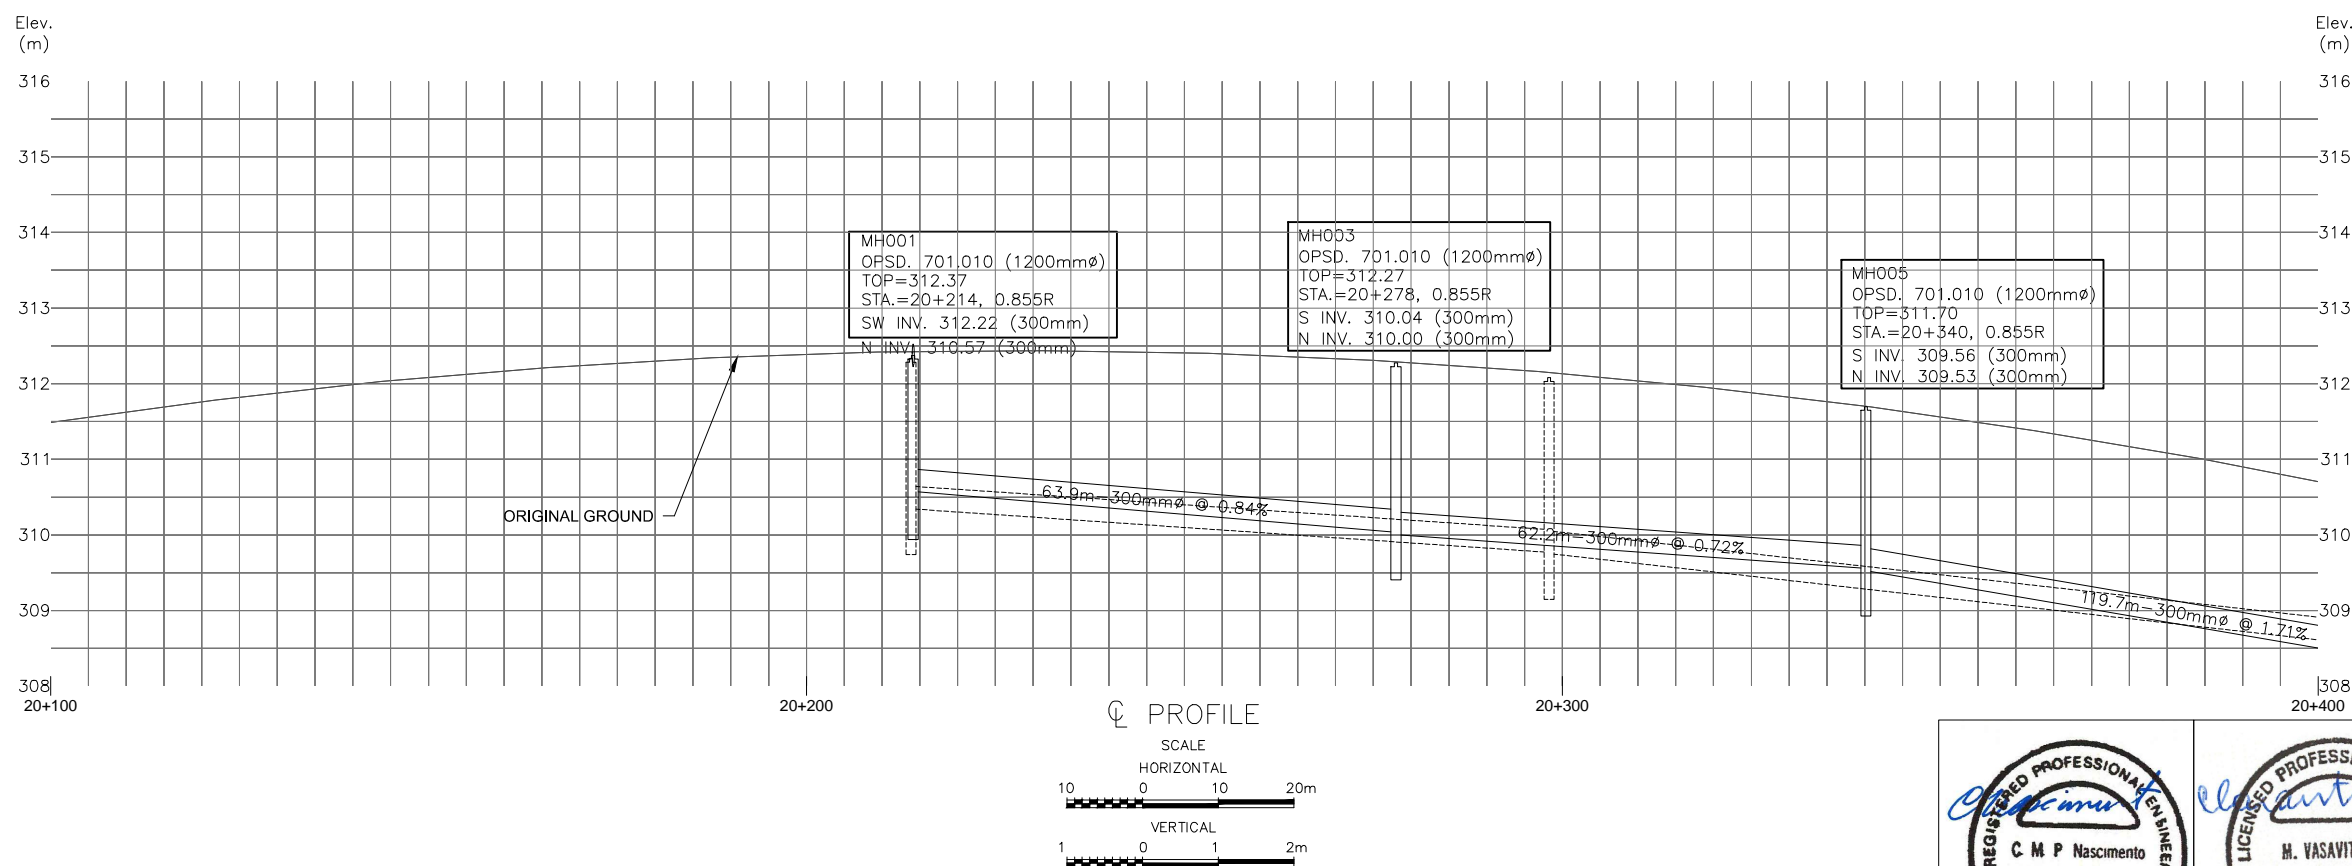 Elev.
(m)
Elev.
(m)
316
316
315
315
314
314
313
313
312
312
311
311
310
310
309
309
308
308
MH001
OPSD. 701.010 (1200mmø)
TOP=312.37
STA.=20+214, 0.855R
SW INV. 312.22 (300mm)
N INV. 310.57 (300mm)
MH003
OPSD. 701.010 (1200mmø)
TOP=312.27
STA.=20+278, 0.855R
S INV. 310.04 (300mm)
N INV. 310.00 (300mm)
MH005
OPSD. 701.010 (1200mmø)
TOP=311.70
STA.=20+340, 0.855R
S INV. 309.56 (300mm)
N INV. 309.53 (300mm)
ORIGINAL GROUND
63.9m-300mmø @ 0.84%
62.2m-300mmø @ 0.72%
119.7m-300mmø @ 1.71%
20+100
20+200
20+300
20+400
℄ PROFILE
SCALE
HORIZONTAL
10 0 10 20m
VERTICAL
1 0 1 2m
REGISTERED PROFESSIONAL ENGINEE
C M P Nascimento
LICENSED PROFESS
M. VASAVI